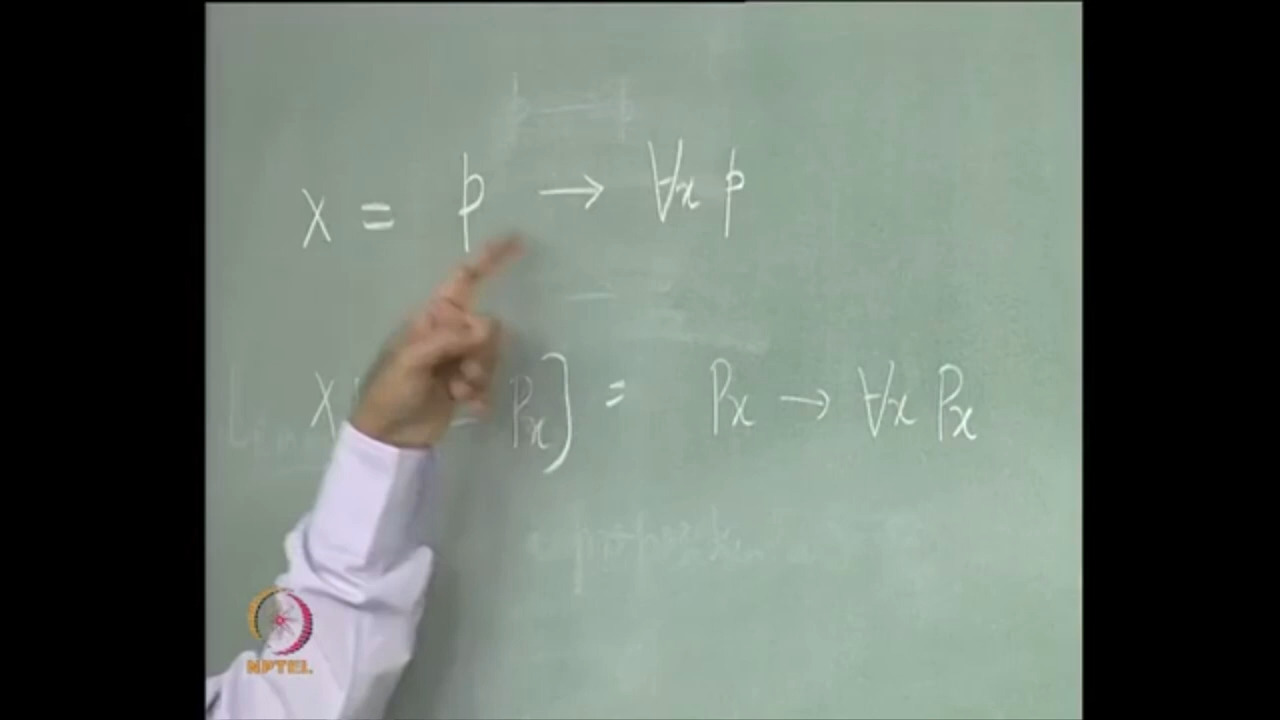 X = p → ∀x p
X Px] = Px → ∀x Px
NPTEL